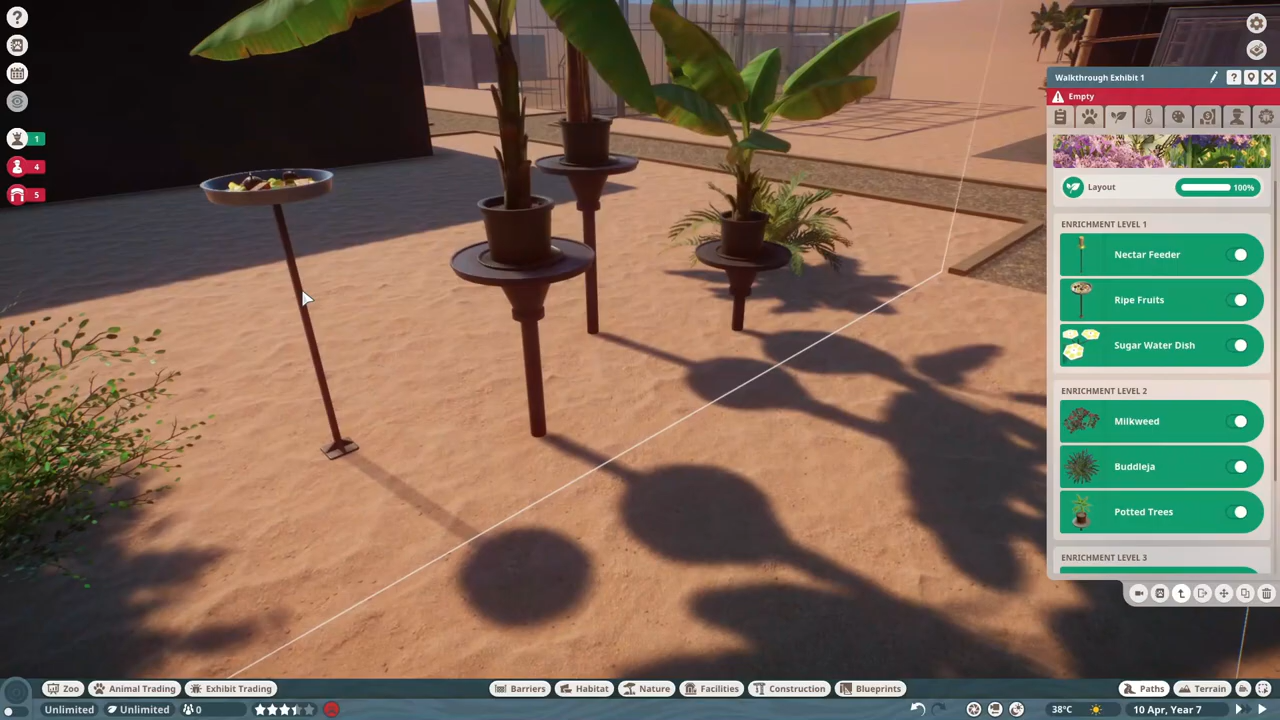 Walkthrough Exhibit 1
?
Empty
1
4
5
Layout
100%
ENRICHMENT LEVEL 1
Nectar Feeder
Ripe Fruits
Sugar Water Dish
ENRICHMENT LEVEL 2
Milkweed
Buddleja
Potted Trees
ENRICHMENT LEVEL 3
Zoo
Animal Trading
Exhibit Trading
Barriers
Habitat
Nature
Facilities
Construction
Blueprints
Paths
Terrain
Unlimited
Unlimited
0
38°C
10 Apr, Year 7